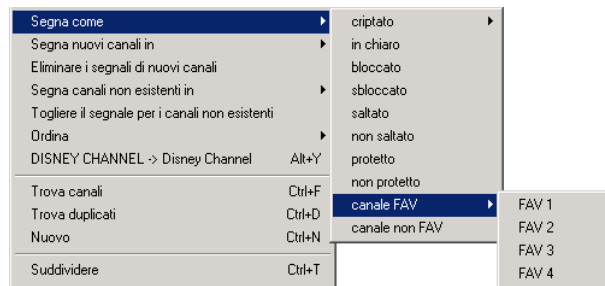 Segna come
Segna nuovi canali in
Eliminare i segnali di nuovi canali
Segna canali non esistenti in
Togliere il segnale per i canali non esistenti
Ordina
DISNEY CHANNEL -> Disney Channel Alt+Y
Trova canali Ctrl+F
Trova duplicati Ctrl+D
Nuovo Ctrl+N
Suddividere Ctrl+T
criptato
in chiaro
bloccato
sbloccato
saltato
non saltato
protetto
non protetto
canale FAV
canale non FAV
FAV 1
FAV 2
FAV 3
FAV 4